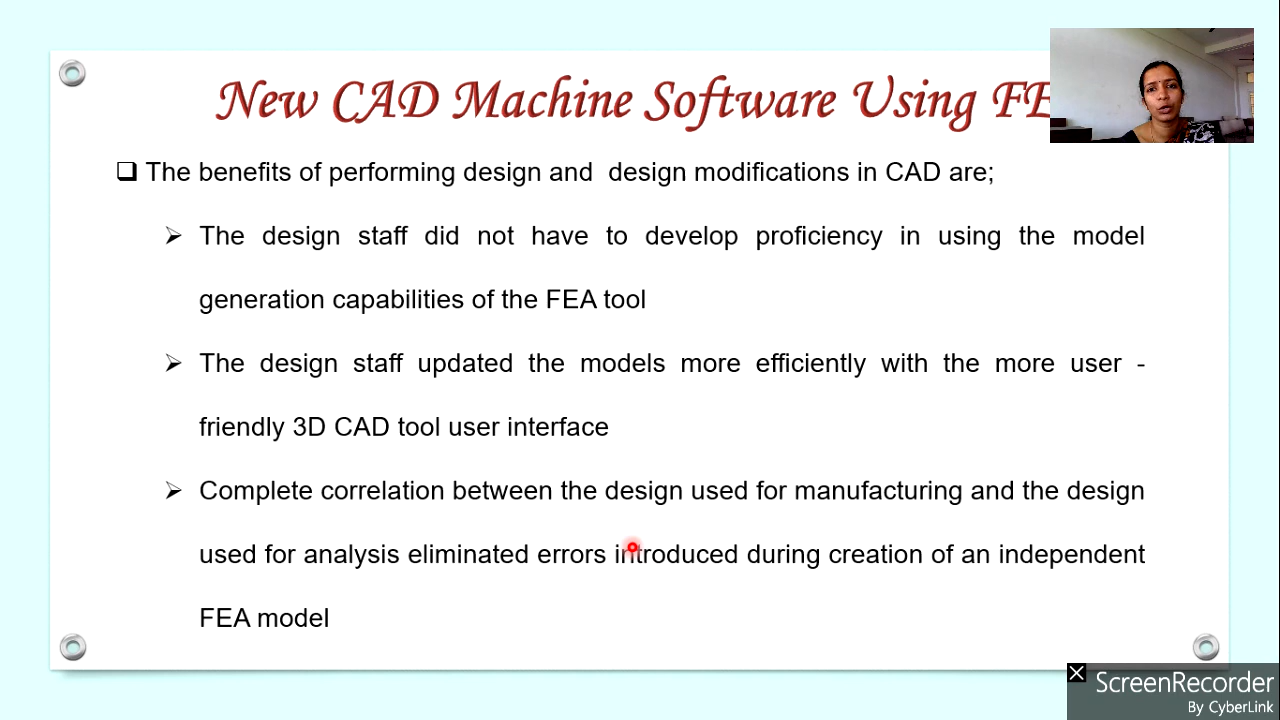 New CAD Machine Software Using FE
The benefits of performing design and design modifications in CAD are;
The design staff did not have to develop proficiency in using the model
generation capabilities of the FEA tool
The design staff updated the models more efficiently with the more user -
friendly 3D CAD tool user interface
Complete correlation between the design used for manufacturing and the design
used for analysis eliminated errors introduced during creation of an independent
FEA model
ScreenRecorder
By CyberLink